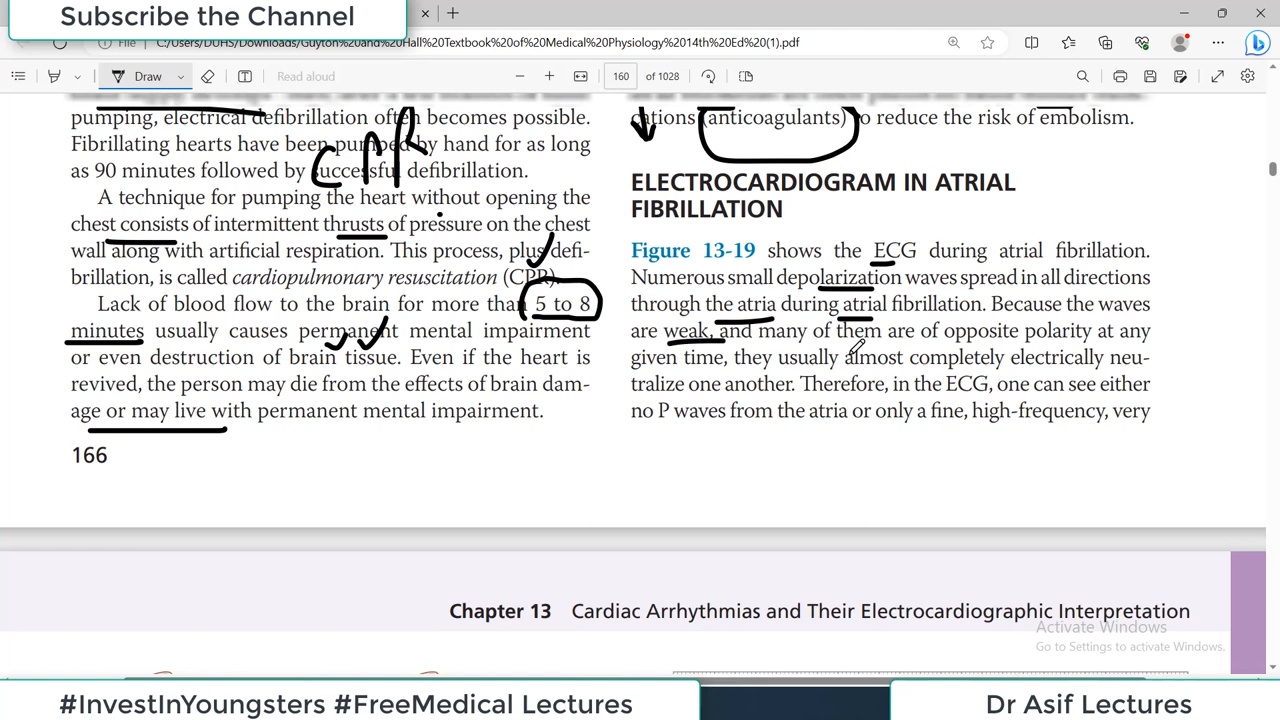 Subscribe the Channel
File
C:/Users/DUHS/Downloads/Guyton%20and%20Hall%20Textbook%20of%20Medical%20Physiology%2014th%20Ed%20(1).pdf
Draw
Read aloud
160 of 1028
pumping, electrical defibrillation often becomes possible.
Fibrillating hearts have been pumped by hand for as long
as 90 minutes followed by successful defibrillation.
CPR
A technique for pumping the heart without opening the
chest consists of intermittent thrusts of pressure on the chest
wall along with artificial respiration. This process, plus defi-
brillation, is called cardiopulmonary resuscitation (CPR).
Lack of blood flow to the brain for more than 5 to 8
minutes usually causes permanent mental impairment
or even destruction of brain tissue. Even if the heart is
revived, the person may die from the effects of brain dam-
age or may live with permanent mental impairment.
166
cations (anticoagulants) to reduce the risk of embolism.
ELECTROCARDIOGRAM IN ATRIAL
FIBRILLATION
Figure 13-19 shows the ECG during atrial fibrillation.
Numerous small depolarization waves spread in all directions
through the atria during atrial fibrillation. Because the waves
are weak, and many of them are of opposite polarity at any
given time, they usually almost completely electrically neu-
tralize one another. Therefore, in the ECG, one can see either
no P waves from the atria or only a fine, high-frequency, very
Chapter 13 Cardiac Arrhythmias and Their Electrocardiographic Interpretation
Activate Windows
Go to Settings to activate Windows.
#InvestInYoungsters #FreeMedical Lectures
Dr Asif Lectures